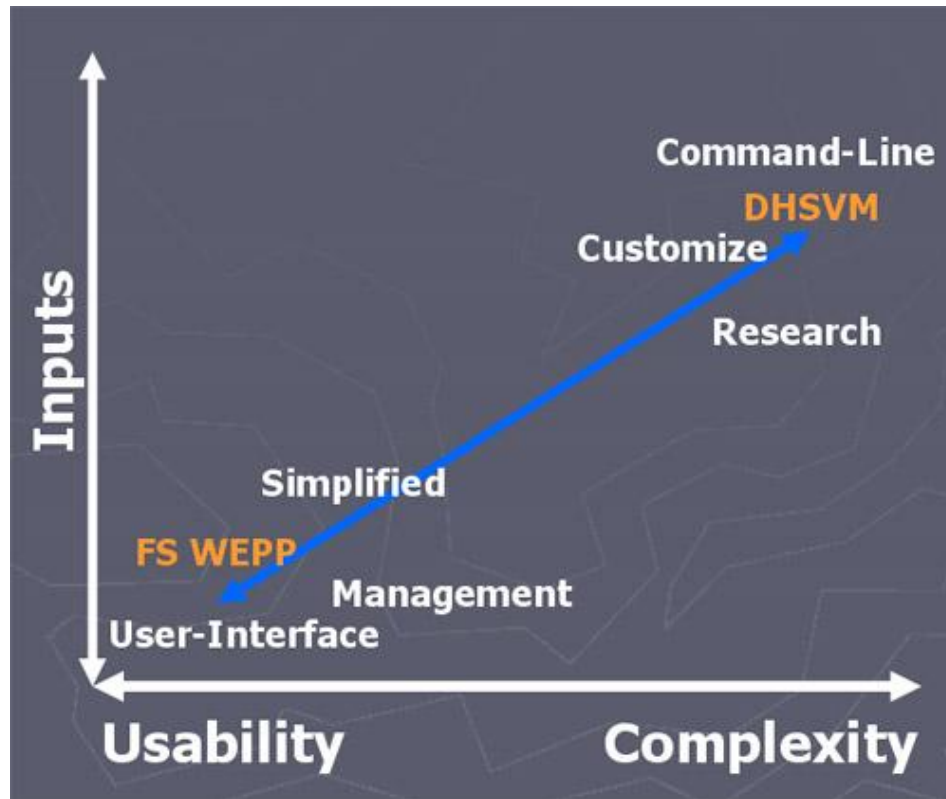 Command-Line
DHSVM
Customize
Research
Inputs
Simplified
FS WEPP
Management
User-Interface
Usability
Complexity